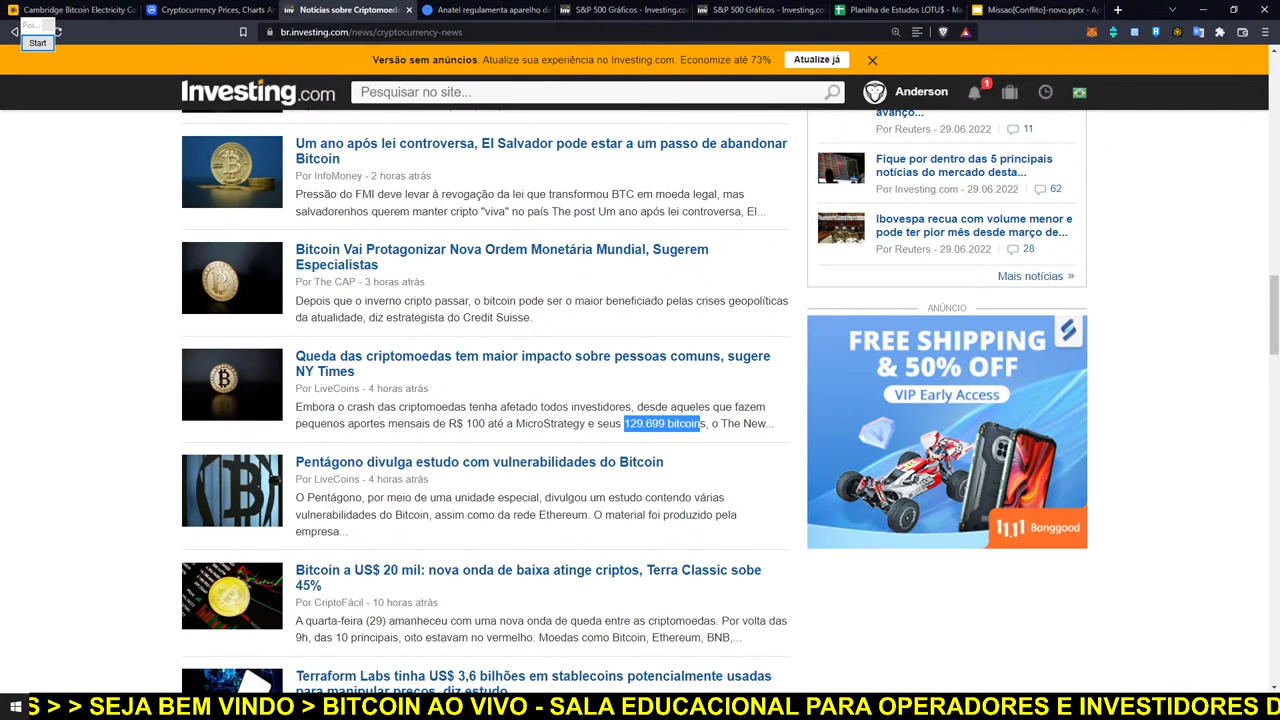 Cambridge Bitcoin Electricity Co
Cryptocurrency Prices, Charts A
Notícias sobre Criptomoeda
Anatel regulamenta aparelho d
S&P 500 Gráficos - Investing.co
S&P 500 Gráficos - Investing.co
Planilha de Estudos LOTU$ - M
Missao[Conflito]-novo.pptx - Ap
Poi...
Start
br.investing.com/news/cryptocurrency-news
Versão sem anúncios. Atualize sua experiência no Investing.com. Economize até 73%
Atualize já
Investing.com
Pesquisar no site...
Anderson
1
Um ano após lei controversa, El Salvador pode estar a um passo de abandonar
Bitcoin
Por InfoMoney - 2 horas atrás
Pressão do FMI deve levar à revogação da lei que transformou BTC em moeda legal, mas
salvadorenhos querem manter cripto "viva" no país The post Um ano após lei controversa, El...
Bitcoin Vai Protagonizar Nova Ordem Monetária Mundial, Sugerem
Especialistas
Por The CAP - 3 horas atrás
Depois que o inverno cripto passar, o bitcoin pode ser o maior beneficiado pelas crises geopolíticas
da atualidade, diz estrategista do Credit Suisse.
Queda das criptomoedas tem maior impacto sobre pessoas comuns, sugere
NY Times
Por LiveCoins - 4 horas atrás
Embora o crash das criptomoedas tenha afetado todos investidores, desde aqueles que fazem
pequenos aportes mensais de R$ 100 até a MicroStrategy e seus 129.699 bitcoins, o The New...
Pentágono divulga estudo com vulnerabilidades do Bitcoin
Por LiveCoins - 4 horas atrás
O Pentágono, por meio de uma unidade especial, divulgou um estudo contendo várias
vulnerabilidades do Bitcoin, assim como da rede Ethereum. O material foi produzido pela
empresa...
Bitcoin a US$ 20 mil: nova onda de baixa atinge criptos, Terra Classic sobe
45%
Por CriptoFácil - 10 horas atrás
A quarta-feira (29) amanheceu com uma nova onda de queda entre as criptomoedas. Por volta das
9h, das 10 principais, oito estavam no vermelho. Moedas como Bitcoin, Ethereum, BNB,...
Terraform Labs tinha US$ 3,6 bilhões em stablecoins potencialmente usadas
para manipular preços, diz estudo
avanço...
Por Reuters - 29.06.2022 11
Fique por dentro das 5 principais
notícias do mercado desta...
Por Investing.com - 29.06.2022 62
Ibovespa recua com volume menor e
pode ter pior mês desde março de...
Por Reuters - 29.06.2022 28
Mais notícias »
ANÚNCIO
FREE SHIPPING
& 50% OFF
VIP Early Access
11.11 Banggood
S > > SEJA BEM VINDO > BITCOIN AO VIVO - SALA EDUCACIONAL PARA OPERADORES E INVESTIDORES D